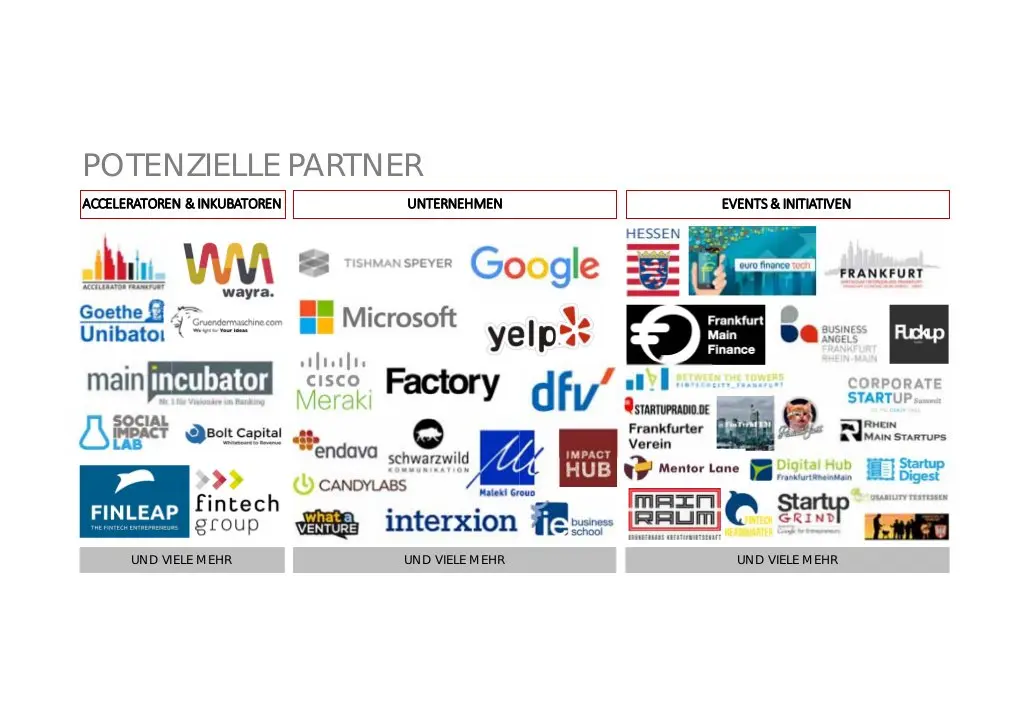 POTENZIELLE PARTNER
ACCELERATOREN & INKUBATOREN
ACCELERATOR FRANKFURT
wayra.
Goethe
Unibator
Gruendermaschine.com
We light for Your ideas
main incubator
Nr. 1 für Visionäre im Banking
SOCIAL
IMPACT
LAB
Bolt Capital
Whiteboard to Revenue
FINLEAP
THE FINTECH ENTREPRENEURS
fintech
group
UND VIELE MEHR
UNTERNEHMEN
TISHMAN SPEYER
Google
Microsoft
yelp
CISCO
Meraki
Factory
dfv
endava
schwarzwild
KOMMUNIKATION
Maleki Group
IMPACT
HUB
CANDYLABS
what a
VENTURE
interxion
ie business
school
UND VIELE MEHR
EVENTS & INITIATIVEN
HESSEN
euro finance tech
FRANKFURT
Frankfurt
Main
Finance
BUSINESS
ANGELS
FRANKFURT
RHEIN-MAIN
Fuckup
BETWEEN THE TOWERS
FINTECHCITY_FRANKFURT
CORPORATE
STARTUP Summit
STARTUPRADIO.DE
Frankfurter
Verein
RHEIN
MAIN STARTUPS
Mentor Lane
Digital Hub
FrankfurtRheinMain
Startup
Digest
MAIN
RAUM
GRÜNDERHAUS KREATIVWIRTSCHAFT
FINTECH
HEADQUARTER
Startup
GRIND
Google for Entrepreneurs
USABILITY TESTESSEN
UND VIELE MEHR